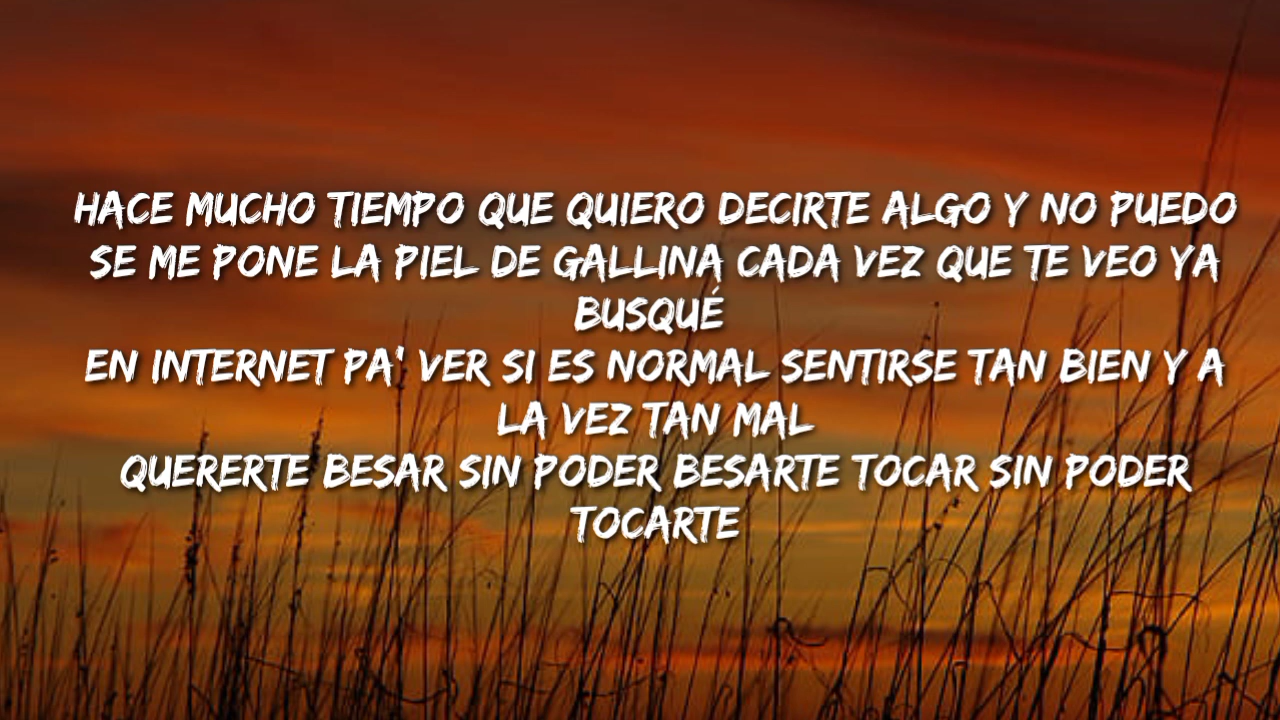 HACE MUCHO TIEMPO QUE QUIERO DECIRTE ALGO Y NO PUEDO
SE ME PONE LA PIEL DE GALLINA CADA VEZ QUE TE VEO YA
BUSQUÉ
EN INTERNET PA' VER SI ES NORMAL SENTIRSE TAN BIEN Y A
LA VEZ TAN MAL
QUERERTE BESAR SIN PODER BESARTE TOCAR SIN PODER
TOCARTE